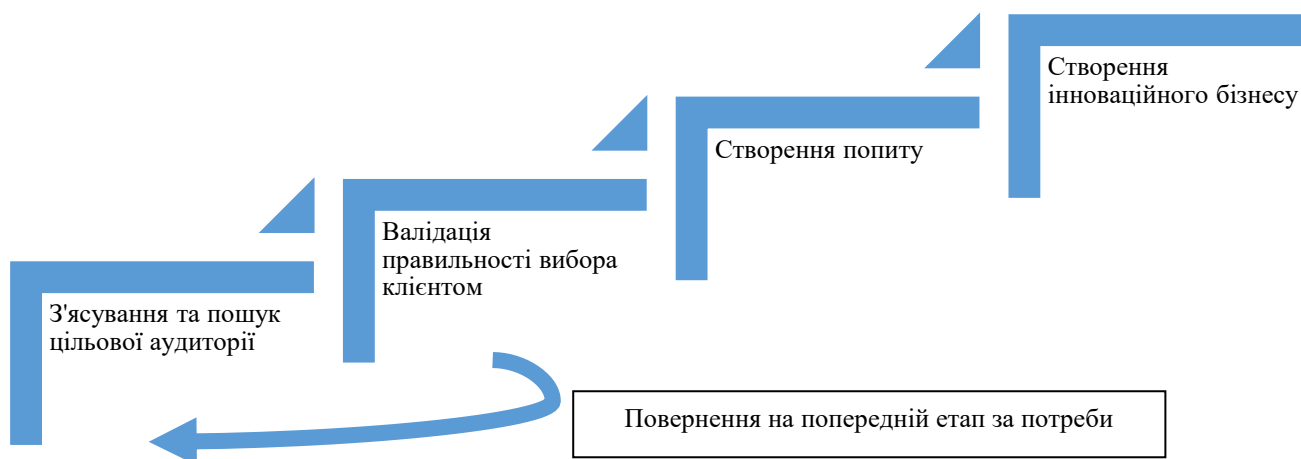 З'ясування та пошук
цільової аудиторії
Валідація
правильності вибора
клієнтом
Створення попиту
Створення
інноваційного бізнесу
Повернення на попередній етап за потреби